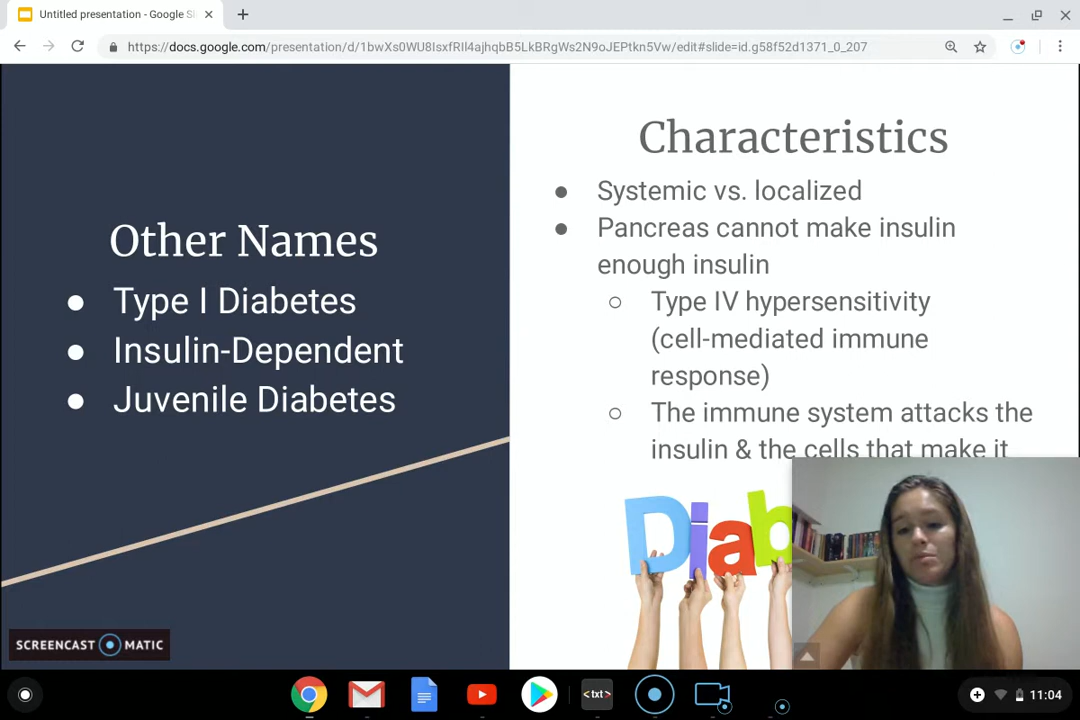 Untitled presentation - Google Sl
https://docs.google.com/presentation/d/1bwXs0WU8IsxfRIl4ajhqbB5LkBRgWs2N9oJEPtkn5Vw/edit#slide=id.g58f52d1371_0_207
Other Names
● Type I Diabetes
● Insulin-Dependent
● Juvenile Diabetes
SCREENCAST MATIC
Characteristics
● Systemic vs. localized
● Pancreas cannot make insulin
enough insulin
○ Type IV hypersensitivity
(cell-mediated immune
response)
○ The immune system attacks the
insulin & the cells that make it
Diab
<txt>
11:04